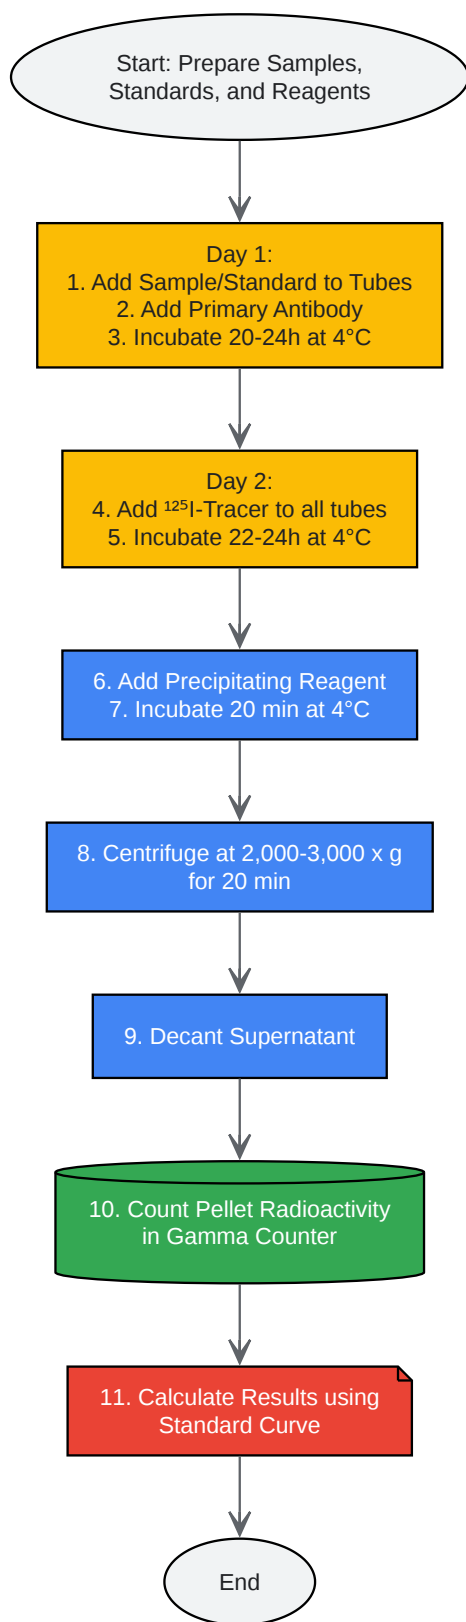 Start: Prepare Samples,
Standards, and Reagents
Day 1:
1. Add Sample/Standard to Tubes
2. Add Primary Antibody
3. Incubate 20-24h at 4°C
Day 2:
4. Add ¹²⁵I-Tracer to all tubes
5. Incubate 22-24h at 4°C
6. Add Precipitating Reagent
7. Incubate 20 min at 4°C
8. Centrifuge at 2,000-3,000 x g
for 20 min
9. Decant Supernatant
10. Count Pellet Radioactivity
in Gamma Counter
11. Calculate Results using
Standard Curve
End